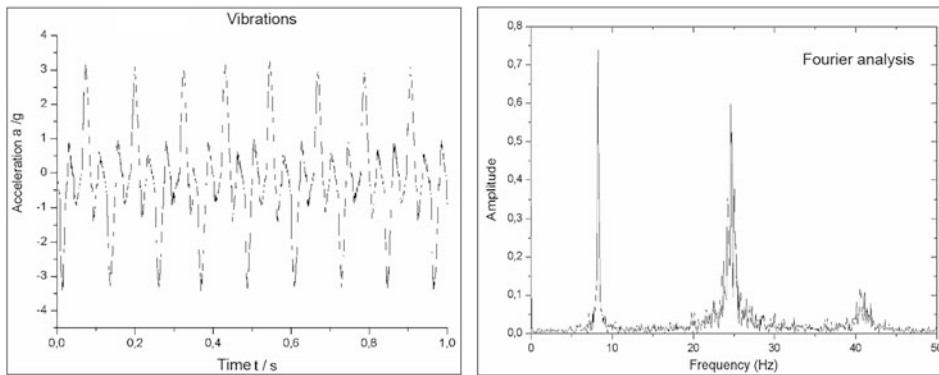 Vibrations
Acceleration a /g
4
3
2
1
0
-1
-2
-3
-4
0,0 0,2 0,4 0,6 0,8 1,0
Time t / s
Fourier analysis
Amplitude
0,8
0,7
0,6
0,5
0,4
0,3
0,2
0,1
0,0
0 10 20 30 40 50
Frequency (Hz)